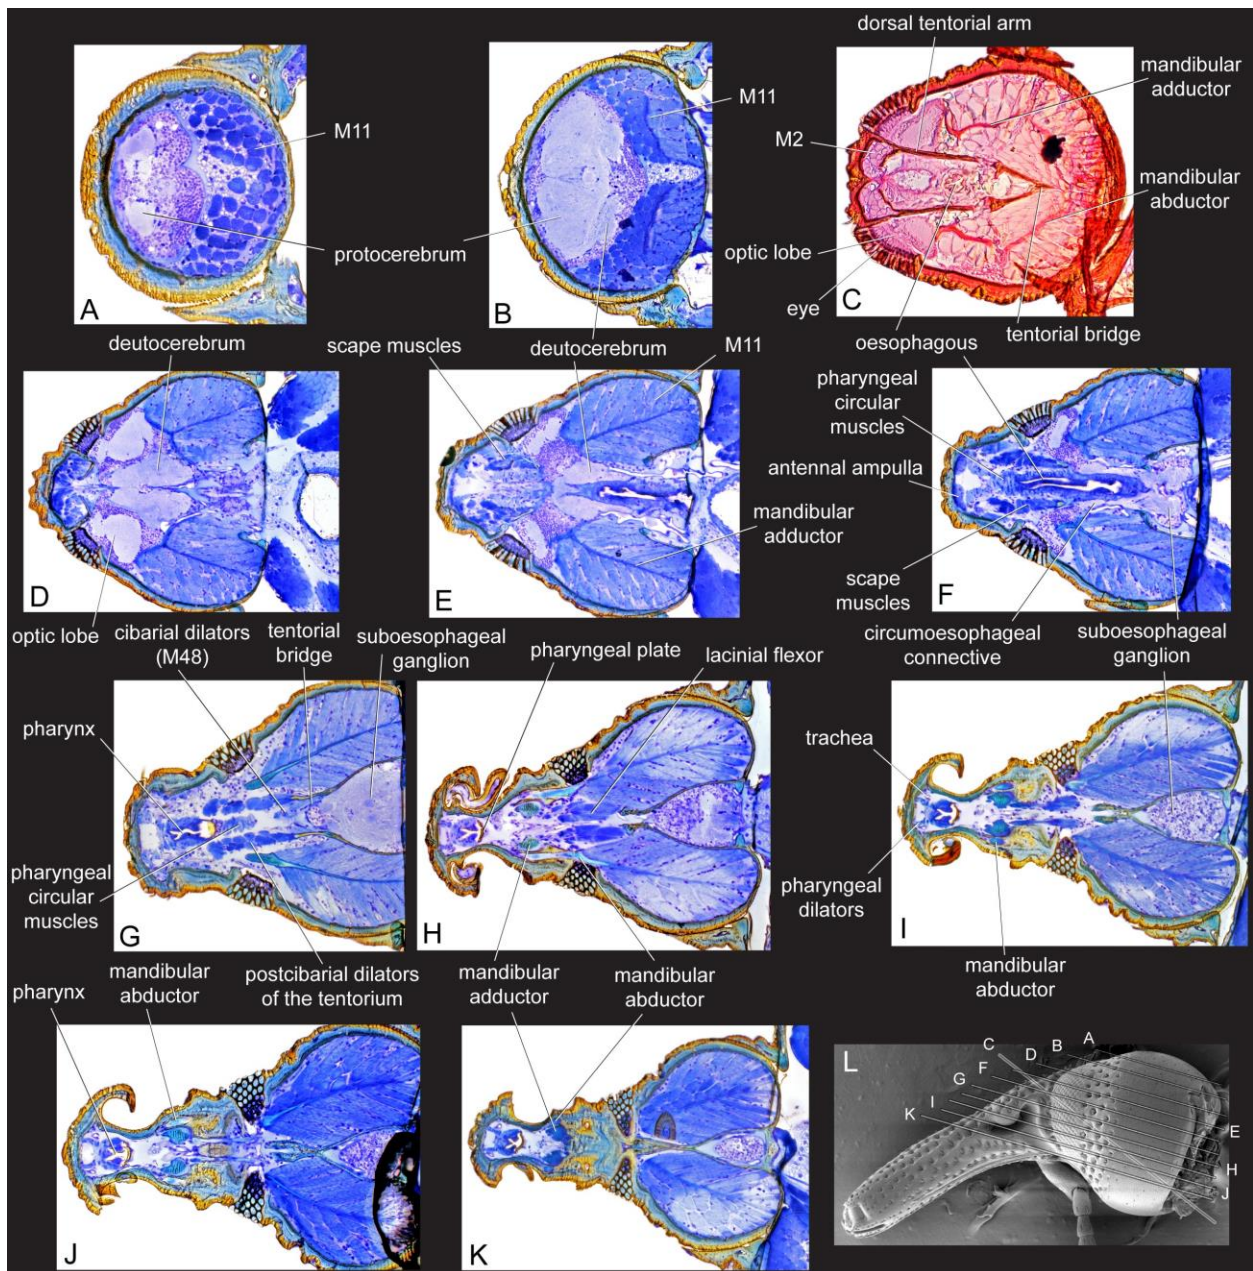 dorsal tentorial arm
mandibular
adductor
M11
M11
M2
mandibular
abductor
protocerebrum
optic lobe
eye
A
B
C
deutocerebrum
scape muscles
deutocerebrum
M11
oesophagous
tentorial bridge
pharyngeal
circular
muscles
antennal ampulla
mandibular
adductor
scape
muscles
D
E
F
optic lobe
cibarial dilators
(M48)
tentorial
bridge
suboesophageal
ganglion
pharyngeal plate
lacinial flexor
circumoesophageal
connective
suboesophageal
ganglion
pharynx
trachea
pharyngeal
circular
muscles
pharyngeal
dilators
G
H
I
pharynx
mandibular
abductor
postcibarial dilators
of the tentorium
mandibular
adductor
mandibular
abductor
mandibular
abductor
J
K
L
C
D
B
A
G
F
I
K
E
H
J